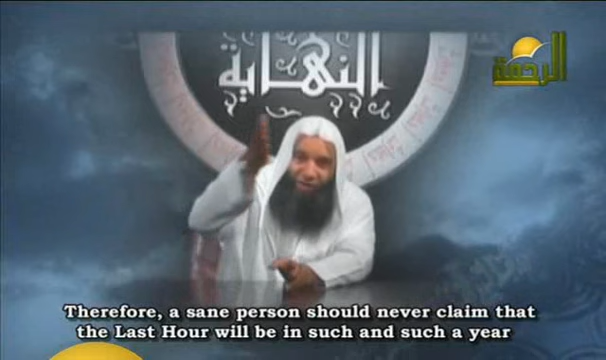 النهاية
الرحمة
Therefore, a sane person should never claim that
the Last Hour will be in such and such a year